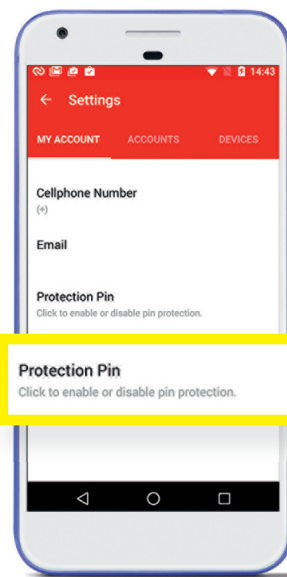 14:43
Settings
MY ACCOUNT ACCOUNTS DEVICES
Cellphone Number
(+)
Email
Protection Pin
Click to enable or disable pin protection.
Protection Pin
Click to enable or disable pin protection.